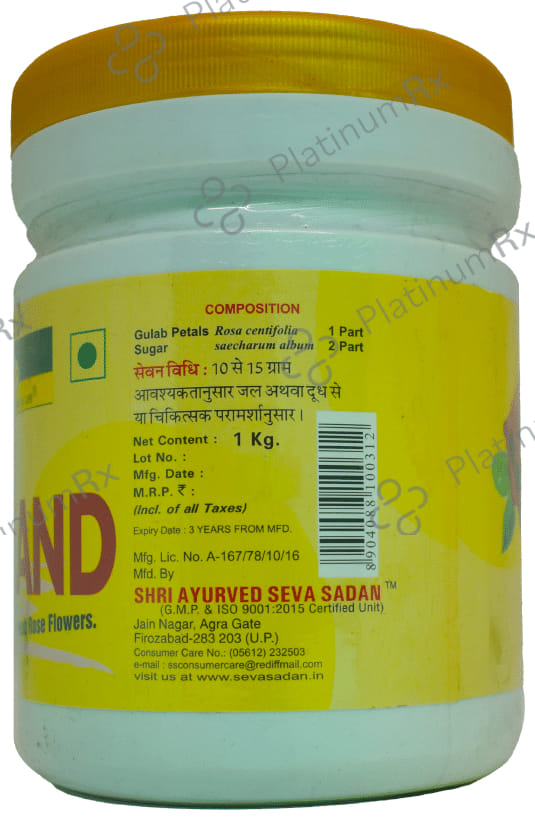 COMPOSITION
Gulab Petals Rosa centifolia 1 Part
Sugar saecharum album 2 Part
सेवन विधि : 10 से 15 ग्राम
आवश्यकतानुसार जल अथवा दूध से
या चिकित्सक परामर्शानुसार।
Net Content : 1 Kg.
Lot No. :
Mfg. Date :
M.R.P. ₹ :
(Incl. of all Taxes)
Expiry Date : 3 YEARS FROM MFD.
8904088100312
Mfg. Lic. No. A-167/78/10/16
Mfd. By
SHRI AYURVED SEVA SADAN™
(G.M.P. & ISO 9001:2015 Certified Unit)
Jain Nagar, Agra Gate
Firozabad-283 203 (U.P.)
Consumer Care No.: (05612) 232503
e-mail : ssconsumercare@rediffmail.com
visit us at www.sevasadan.in
AND
Rose Flowers.
PlatinumRx
PlatinumRx
PlatinumRx
PlatinumRx